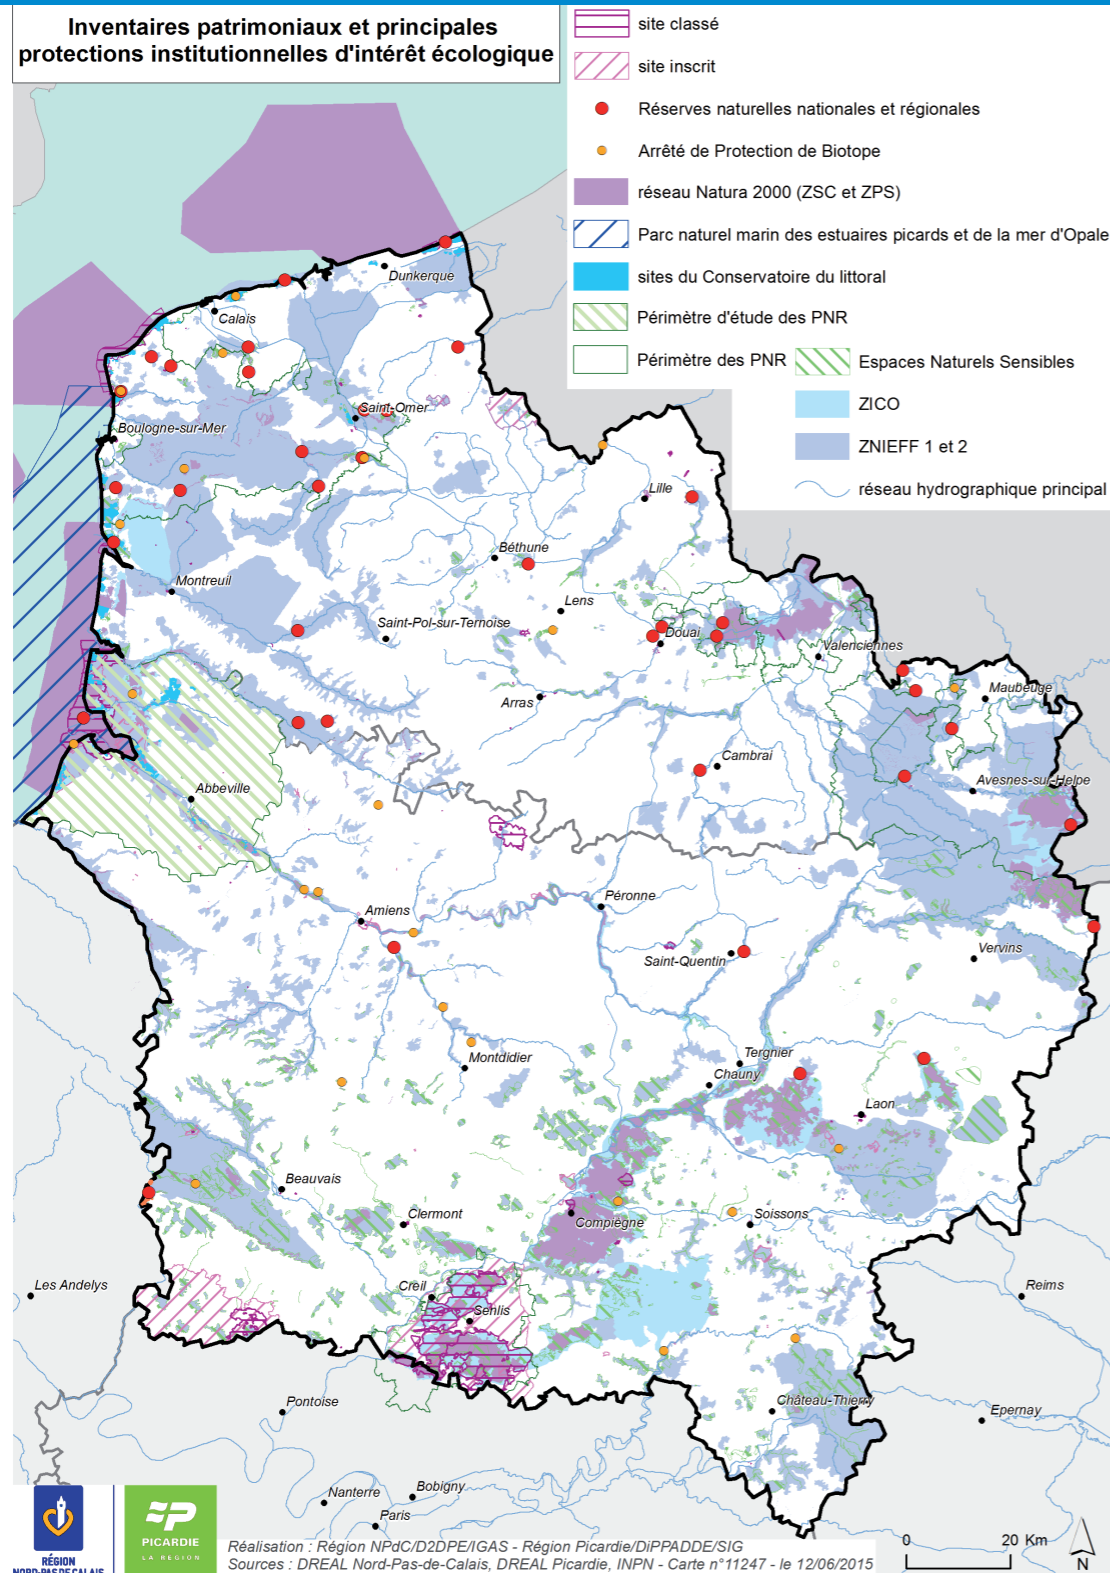 Inventaires patrimoniaux et principales
protections institutionnelles d'intérêt écologique
site classé
site inscrit
Réserves naturelles nationales et régionales
Arrêté de Protection de Biotope
réseau Natura 2000 (ZSC et ZPS)
Parc naturel marin des estuaires picards et de la mer d'Opale
sites du Conservatoire du littoral
Périmètre d'étude des PNR
Périmètre des PNR
Espaces Naturels Sensibles
ZICO
ZNIEFF 1 et 2
réseau hydrographique principal
Dunkerque
Calais
Saint-Omer
Boulogne-sur-Mer
Lille
Béthune
Montreuil
Lens
Saint-Pol-sur-Ternoise
Douai
Valenciennes
Maubeuge
Arras
Cambrai
Avesnes-sur-Helpe
Abbeville
Péronne
Amiens
Saint-Quentin
Vervins
Montdidier
Tergnier
Chauny
Laon
Beauvais
Clermont
Compiègne
Soissons
Les Andelys
Creil
Senlis
Reims
Pontoise
Château-Thierry
Epernay
Nanterre
Bobigny
Paris
RÉGION
NORD-PAS DE CALAIS
PICARDIE
LA REGION
Réalisation : Région NPdC/D2DPE/IGAS - Région Picardie/DiPPADDE/SIG
Sources : DREAL Nord-Pas-de-Calais, DREAL Picardie, INPN - Carte n°11247 - le 12/06/2015
0 20 Km
N